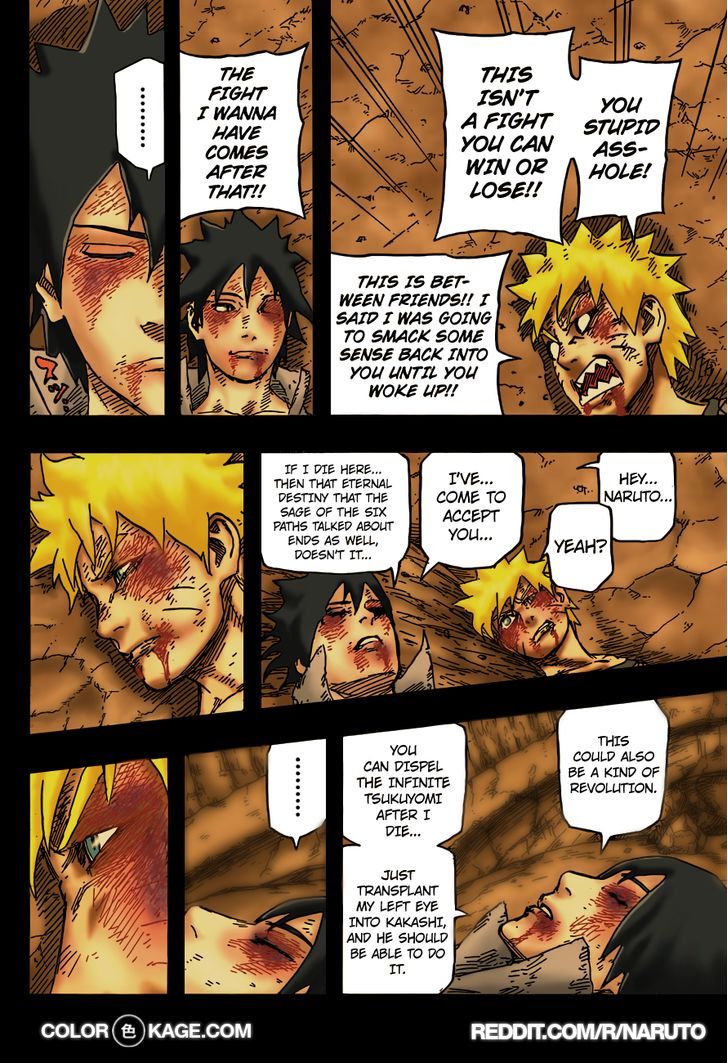 YOU
STUPID
ASS-
HOLE!
THIS
ISN'T
A FIGHT
YOU CAN
WIN OR
LOSE!!
THIS IS BET-
WEEN FRIENDS!! I
SAID I WAS GOING
TO SMACK SOME
SENSE BACK INTO
YOU UNTIL YOU
WOKE UP!!
THE
FIGHT
I WANNA
HAVE
COMES
AFTER
THAT!!
.........
HEY...
NARUTO...
YEAH?
I'VE...
COME TO
ACCEPT
YOU...
IF I DIE HERE...
THEN THAT ETERNAL
DESTINY THAT THE
SAGE OF THE SIX
PATHS TALKED ABOUT
ENDS AS WELL,
DOESN'T IT...
THIS
COULD ALSO
BE A KIND OF
REVOLUTION.
YOU
CAN DISPEL
THE INFINITE
TSUKUYOMI
AFTER I
DIE...
JUST
TRANSPLANT
MY LEFT EYE
INTO KAKASHI,
AND HE SHOULD
BE ABLE TO DO
IT.
.........
COLOR 色 KAGE.COM
REDDIT.COM/R/NARUTO